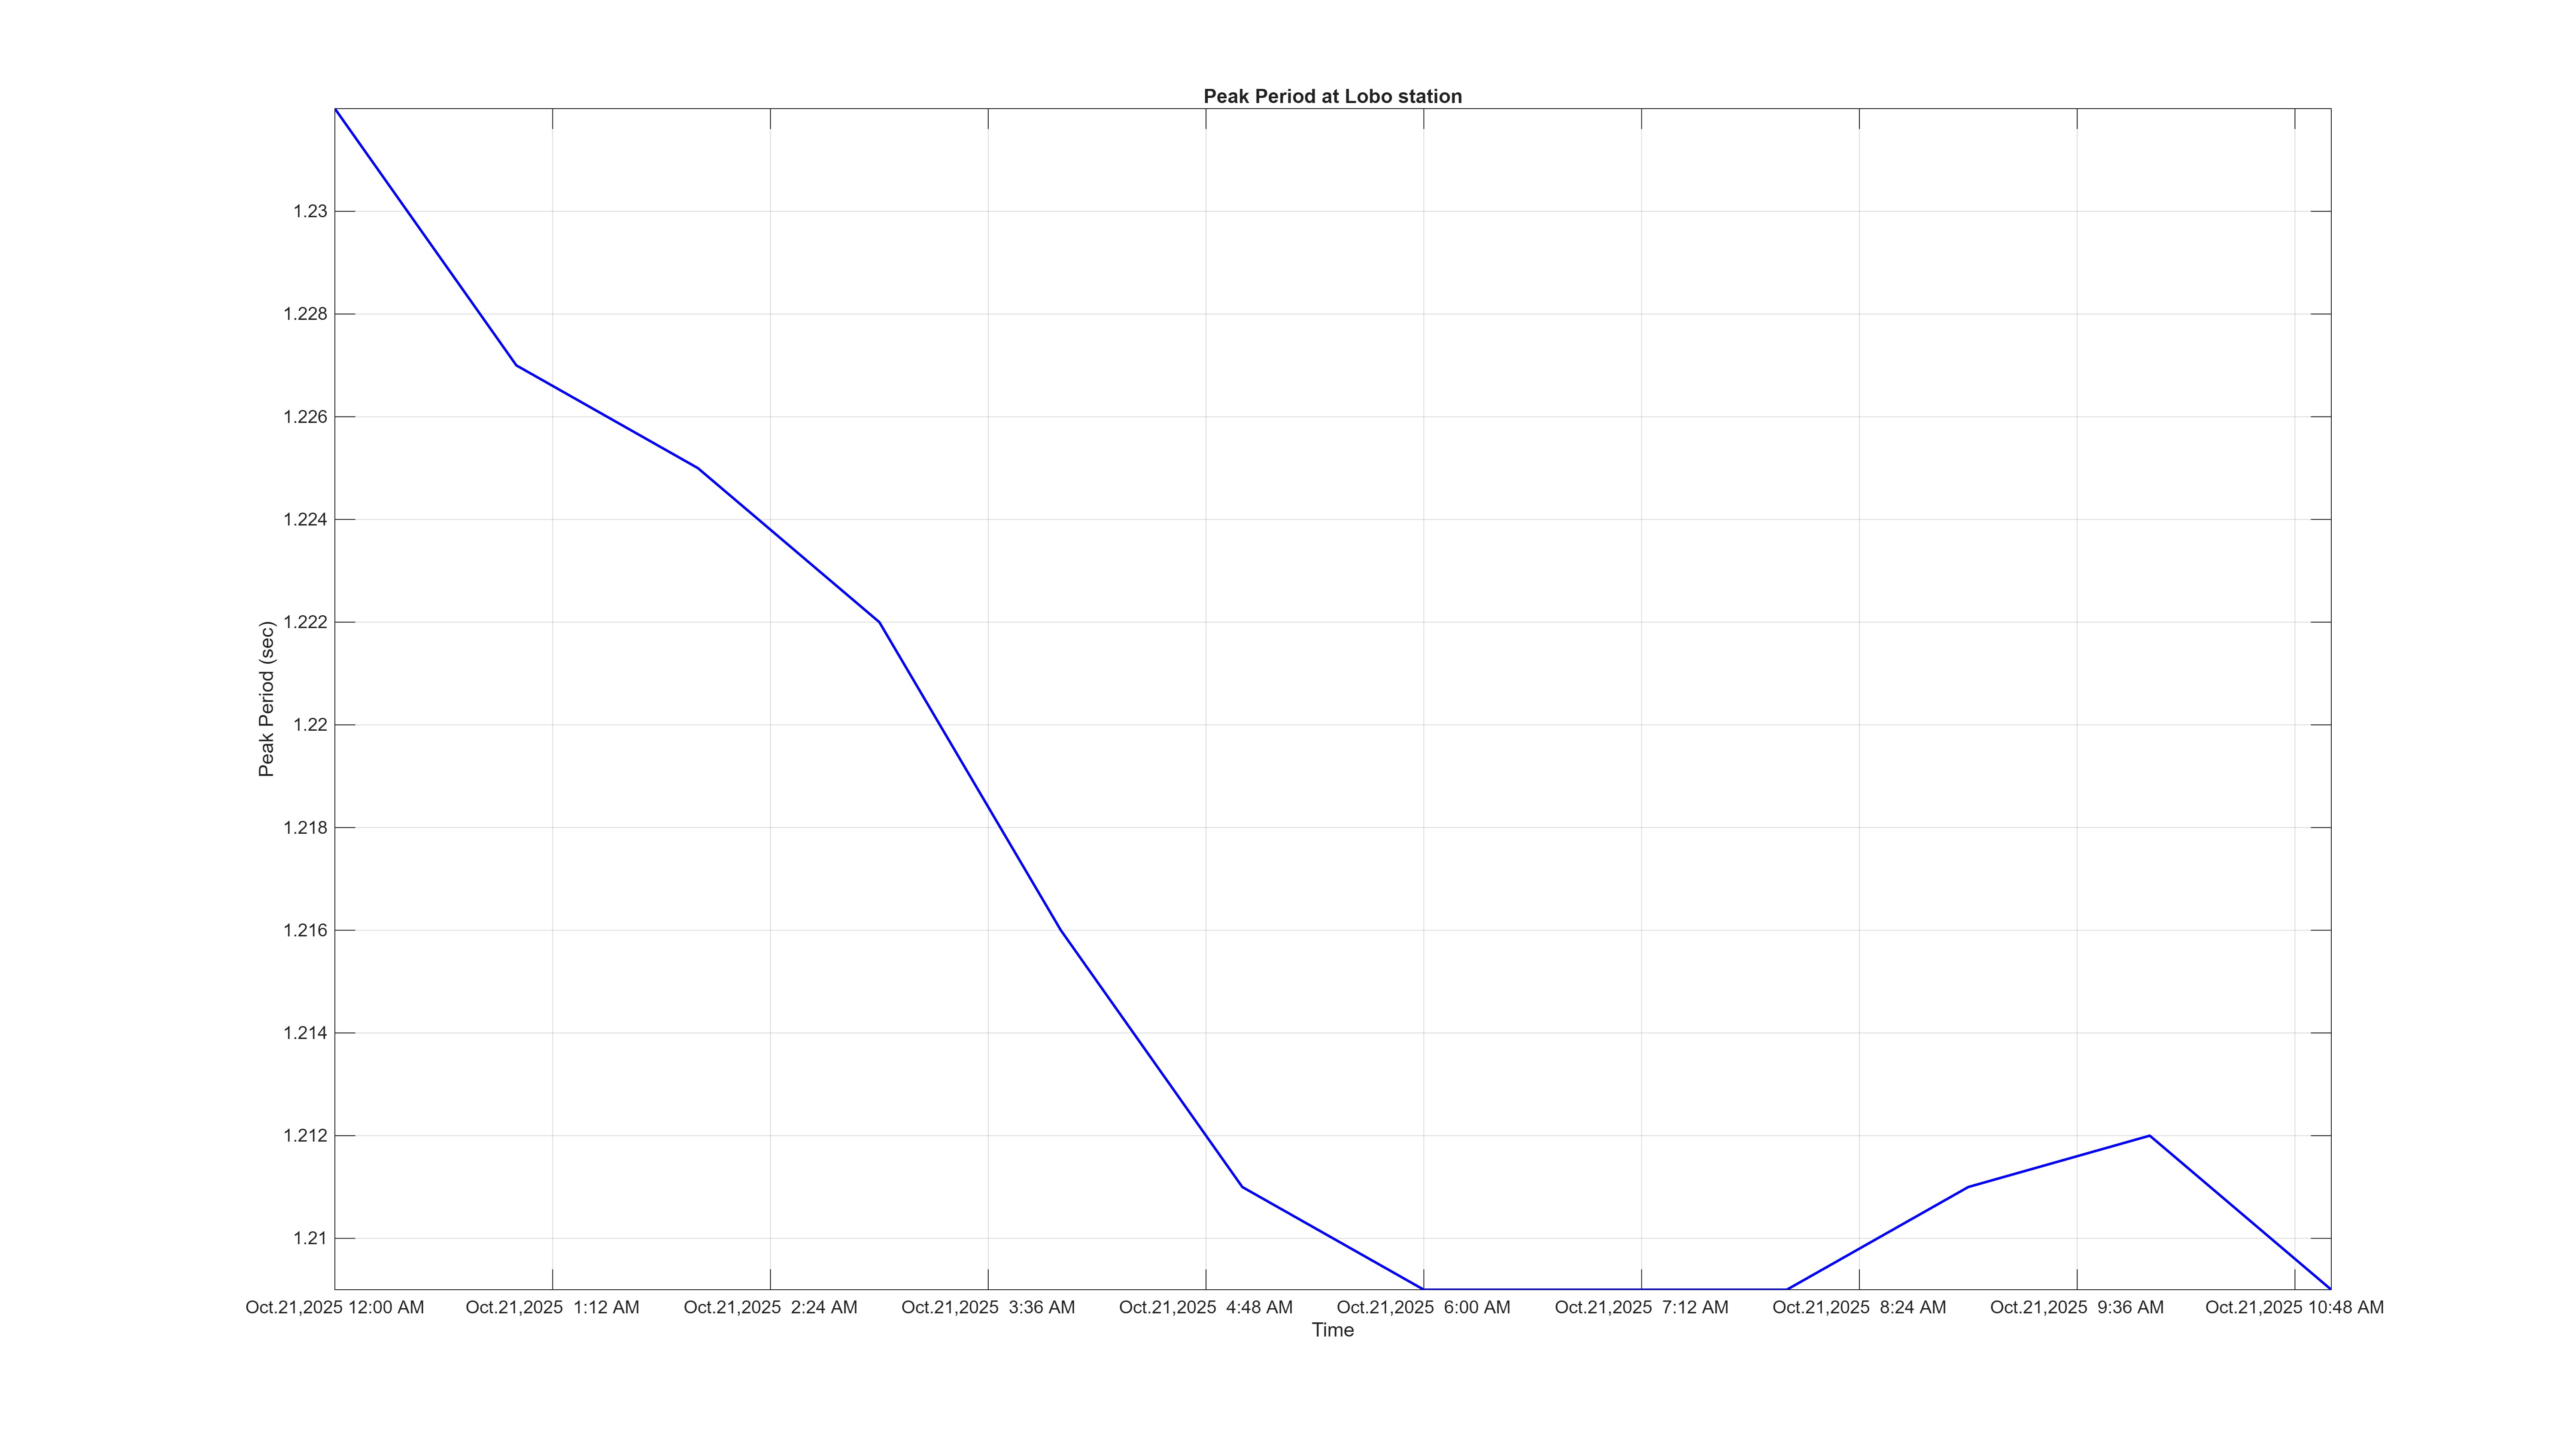 Peak Period at Lobo station
1.23
1.228
1.226
1.224
1.222
1.22
1.218
1.216
1.214
1.212
1.21
Peak Period (sec)
Oct.21,2025 12:00 AM
Oct.21,2025  1:12 AM
Oct.21,2025  2:24 AM
Oct.21,2025  3:36 AM
Oct.21,2025  4:48 AM
Oct.21,2025  6:00 AM
Oct.21,2025  7:12 AM
Oct.21,2025  8:24 AM
Oct.21,2025  9:36 AM
Oct.21,2025 10:48 AM
Time